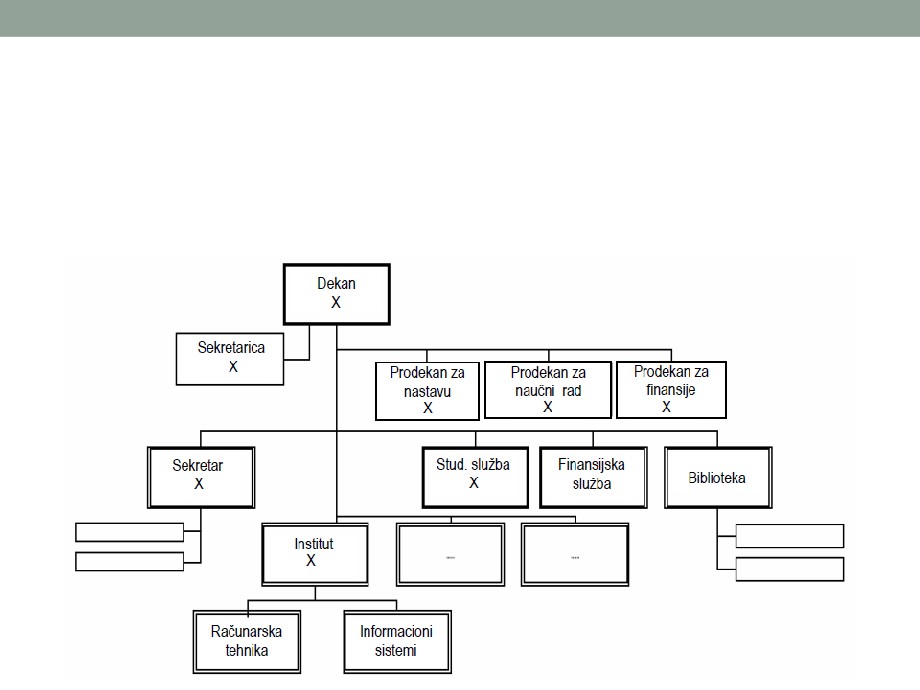 Dekan
X
Sekretarica
X
Prodekan za
nastavu
X
Prodekan za
naučni rad
X
Prodekan za
finansije
X
Sekretar
X
Stud. služba
X
Finansijska
služba
Biblioteka
Institut
X
Računarska
tehnika
Informacioni
sistemi